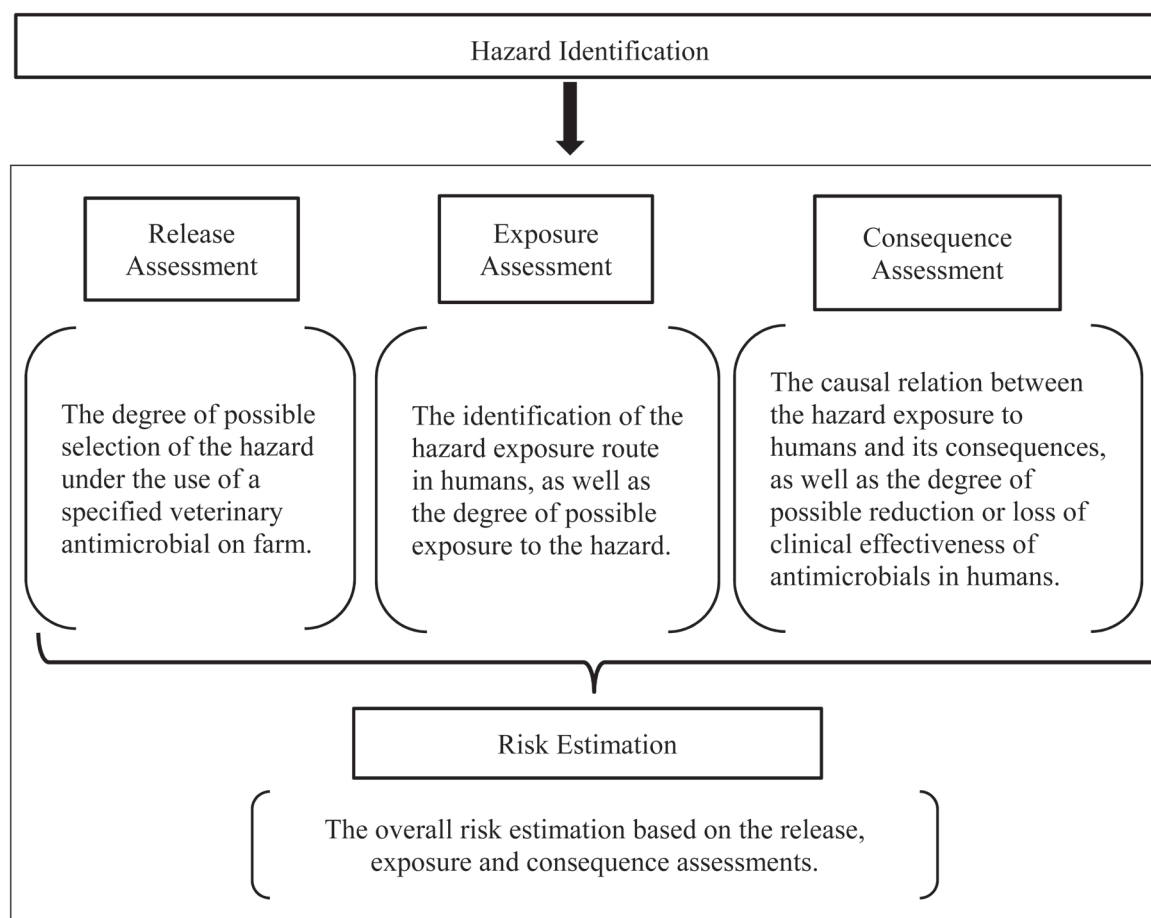 Hazard Identification
Release
Assessment
Exposure
Assessment
Consequence
Assessment
The degree of possible
selection of the hazard
under the use of a
specified veterinary
antimicrobial on farm.
The identification of the
hazard exposure route
in humans, as well as
the degree of possible
exposure to the hazard.
The causal relation between
the hazard exposure to
humans and its consequences,
as well as the degree of
possible reduction or loss of
clinical effectiveness of
antimicrobials in humans.
Risk Estimation
The overall risk estimation based on the release,
exposure and consequence assessments.